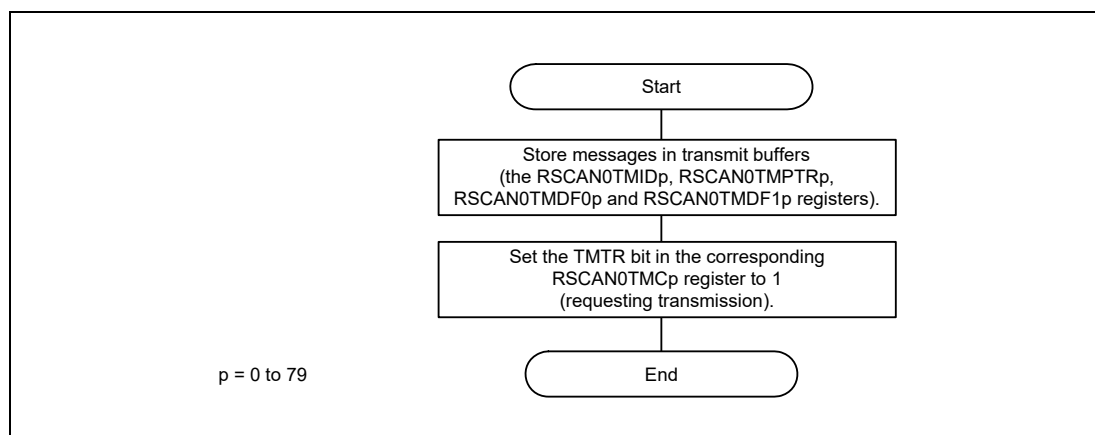 Start
Store messages in transmit buffers
(the RSCAN0TMIDp, RSCAN0TMPTRp,
RSCAN0TMDF0p and RSCAN0TMDF1p registers).
Set the TMTR bit in the corresponding
RSCAN0TMCp register to 1
(requesting transmission).
p = 0 to 79
End